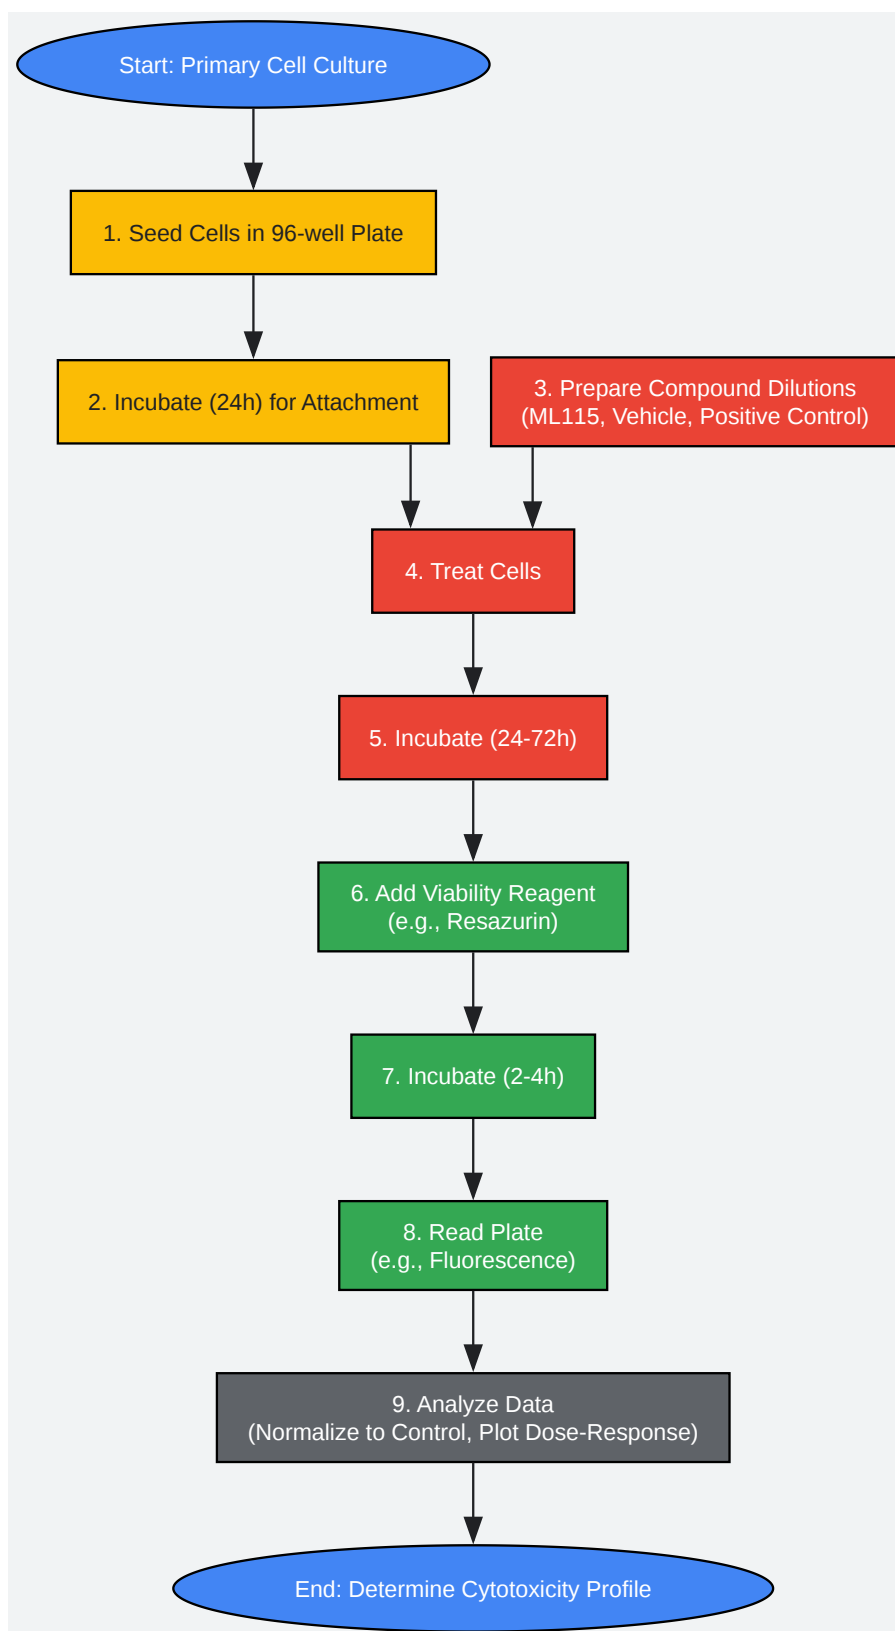 Start: Primary Cell Culture
1. Seed Cells in 96-well Plate
2. Incubate (24h) for Attachment
3. Prepare Compound Dilutions
(ML115, Vehicle, Positive Control)
4. Treat Cells
5. Incubate (24-72h)
6. Add Viability Reagent
(e.g., Resazurin)
7. Incubate (2-4h)
8. Read Plate
(e.g., Fluorescence)
9. Analyze Data
(Normalize to Control, Plot Dose-Response)
End: Determine Cytotoxicity Profile